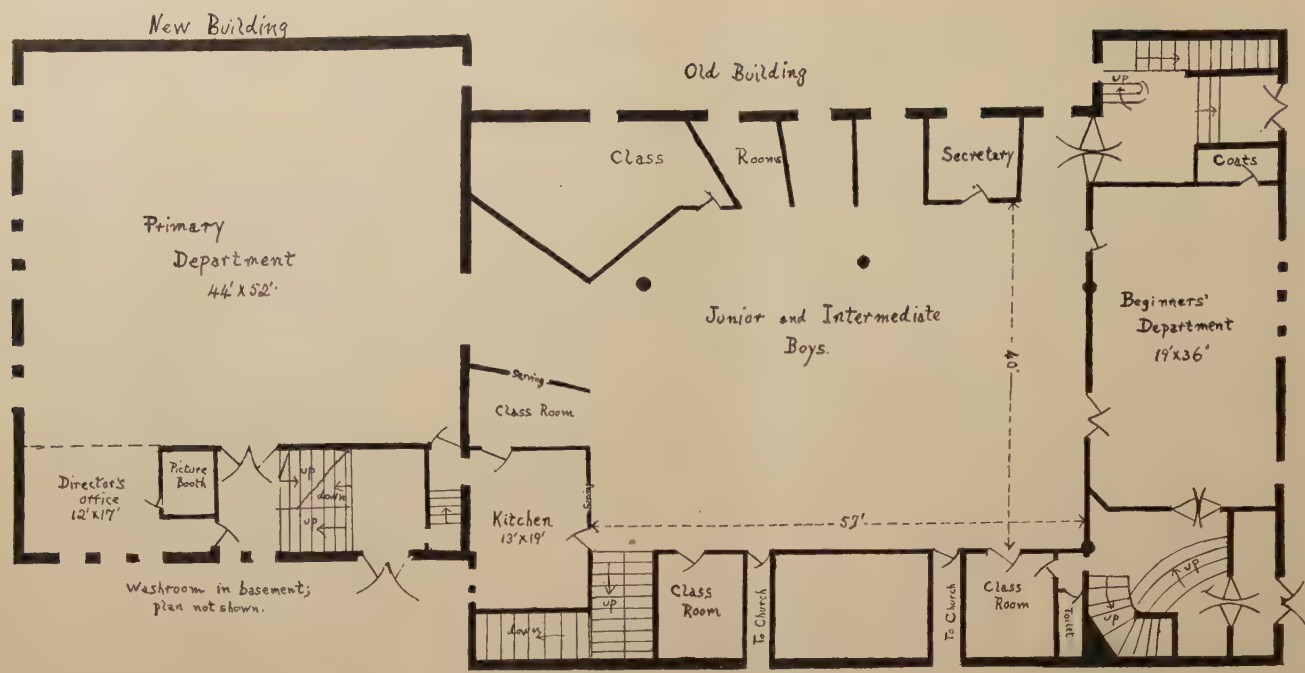 New Building
Old Building
up
Class
Rooms
Secretary
Coats
Primary
Department
44' X 52'.
Junior and Intermediate
Boys.
40'
Beginners'
Department
19' X 36'
Serving
Class Room
Director's
office
12' X 17'
Picture
Booth
up
down
up
Kitchen
13' X 19'
Serving
57'
Washroom in basement;
plan not shown.
down
up
Class
Room
To Church
To Church
Class
Room
Toilet
up
up